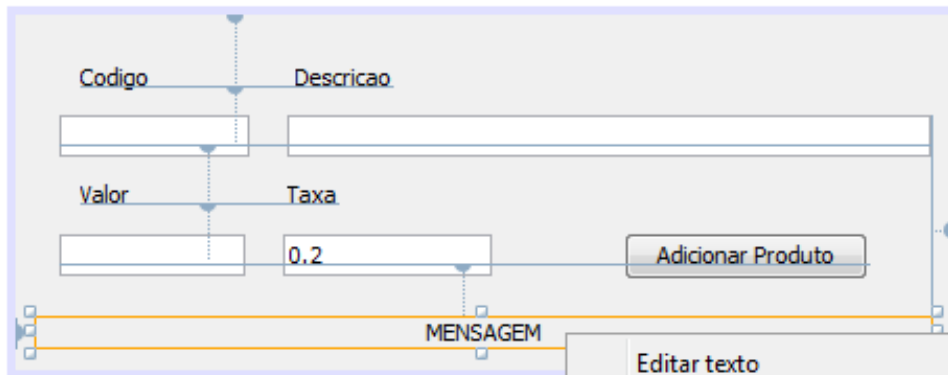 Codigo Descricao
Valor Taxa
0.2 Adicionar Produto
MENSAGEM
Editar texto